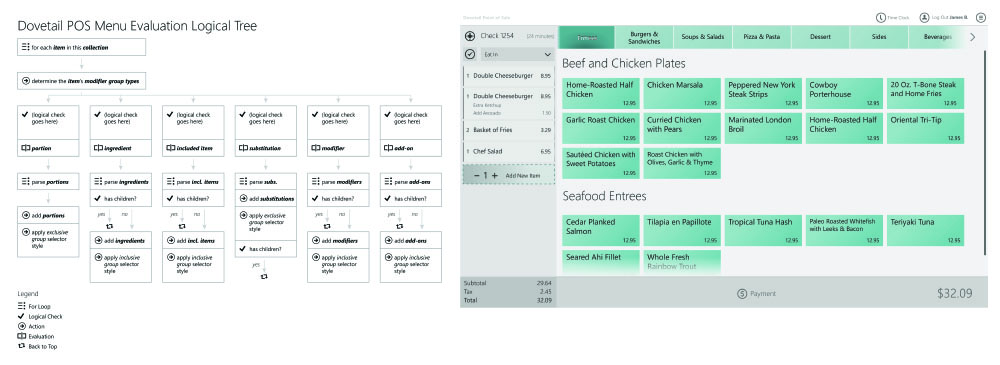 Dovetail POS Menu Evaluation Logical Tree
for each item in this collection
determine the item's modifier group types
(logical check goes here)
portion
(logical check goes here)
ingredient
(logical check goes here)
included item
(logical check goes here)
substitution
(logical check goes here)
modifier
(logical check goes here)
add-on
parse portions
add portions
apply exclusive
group selector
style
parse ingredients
has children?
yes no
add ingredients
apply inclusive
group selector
style
parse incl. items
has children?
yes no
add incl. items
apply inclusive
group selector
style
parse subs.
add substitutions
apply exclusive
group selector
style
has children?
yes
parse modifiers
has children?
yes no
add modifiers
apply inclusive
group selector
style
parse add-ons
has children?
yes no
add add-ons
apply inclusive
group selector
style
Legend
For Loop
Logical Check
Action
Evaluation
Back to Top
Dovetail Point of Sale
Time Clock
Log Out James B.
Check 1254 (24 minutes)
Eat In
1 Double Cheeseburger 8.95
1 Double Cheeseburger 8.95
Extra Ketchup
Add Avocado 1.50
2 Basket of Fries 3.29
1 Chef Salad 6.95
− 1 + Add New Item
Subtotal 29.64
Tax 2.45
Total 32.09
Burgers &
Sandwiches
Soups & Salads
Pizza & Pasta
Dessert
Sides
Beverages
Beef and Chicken Plates
Home-Roasted Half
Chicken
12.95
Chicken Marsala
12.95
Peppered New York
Steak Strips
12.95
Cowboy
Porterhouse
12.95
20 Oz. T-Bone Steak
and Home Fries
12.95
Garlic Roast Chicken
12.95
Curried Chicken
with Pears
12.95
Marinated London
Broil
12.95
Home-Roasted Half
Chicken
12.95
Oriental Tri-Tip
12.95
Sautéed Chicken with
Sweet Potatoes
12.95
Roast Chicken with
Olives, Garlic & Thyme
12.95
Seafood Entrees
Cedar Planked
Salmon
12.95
Tilapia en Papillote
12.95
Tropical Tuna Hash
12.95
Paleo Roasted Whitefish
with Leeks & Bacon
12.95
Teriyaki Tuna
12.95
Seared Ahi Fillet
Whole Fresh
Rainbow Trout
Payment
$32.09